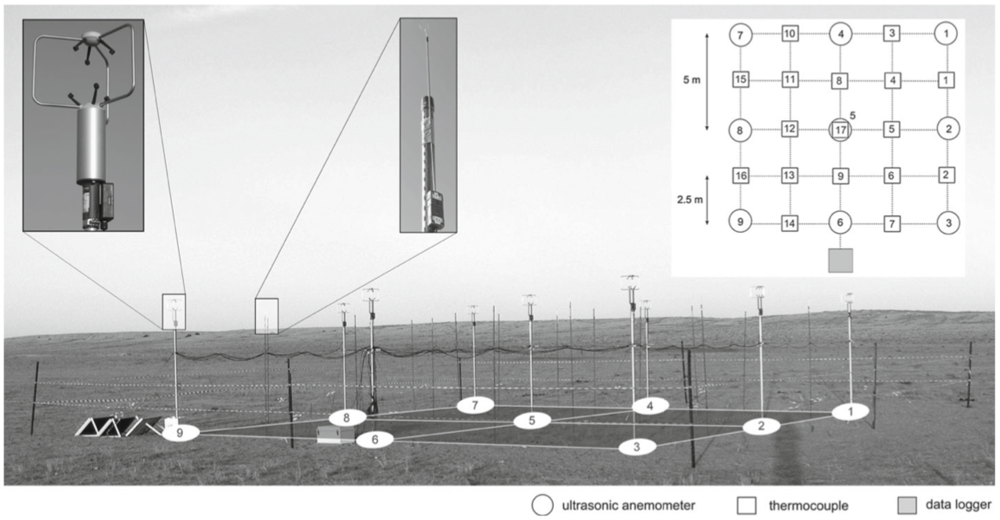 7 10 4 3 1
5 m
15 11 8 4 1
5
8 12 17 5 2
16 13 9 6 2
2.5 m
9 14 6 7 3
7 4 1
8 5 2
9 6 3
ultrasonic anemometer thermocouple data logger